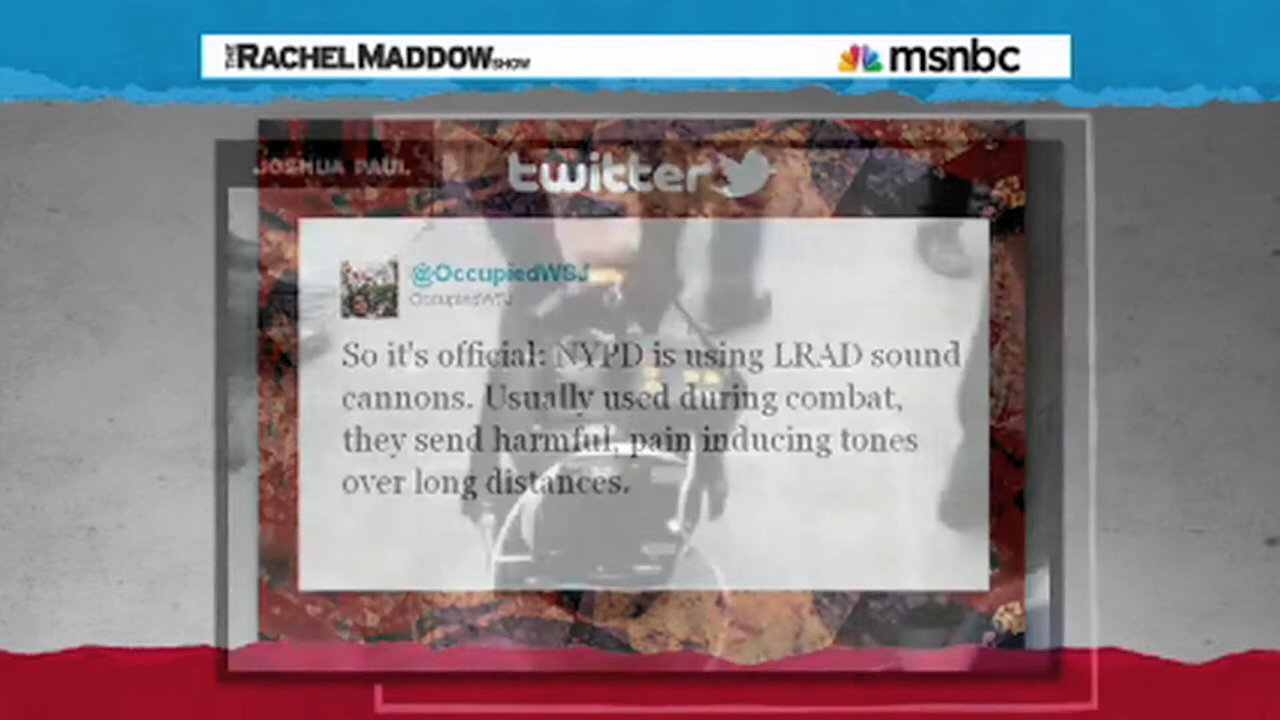 THE RACHEL MADDOW SHOW
msnbc
JOSHUA PAUL
twitter
@OccupiedWSJ
OccupiedWSJ
So it's official: NYPD is using LRAD sound
cannons. Usually used during combat,
they send harmful, pain inducing tones
over long distances.